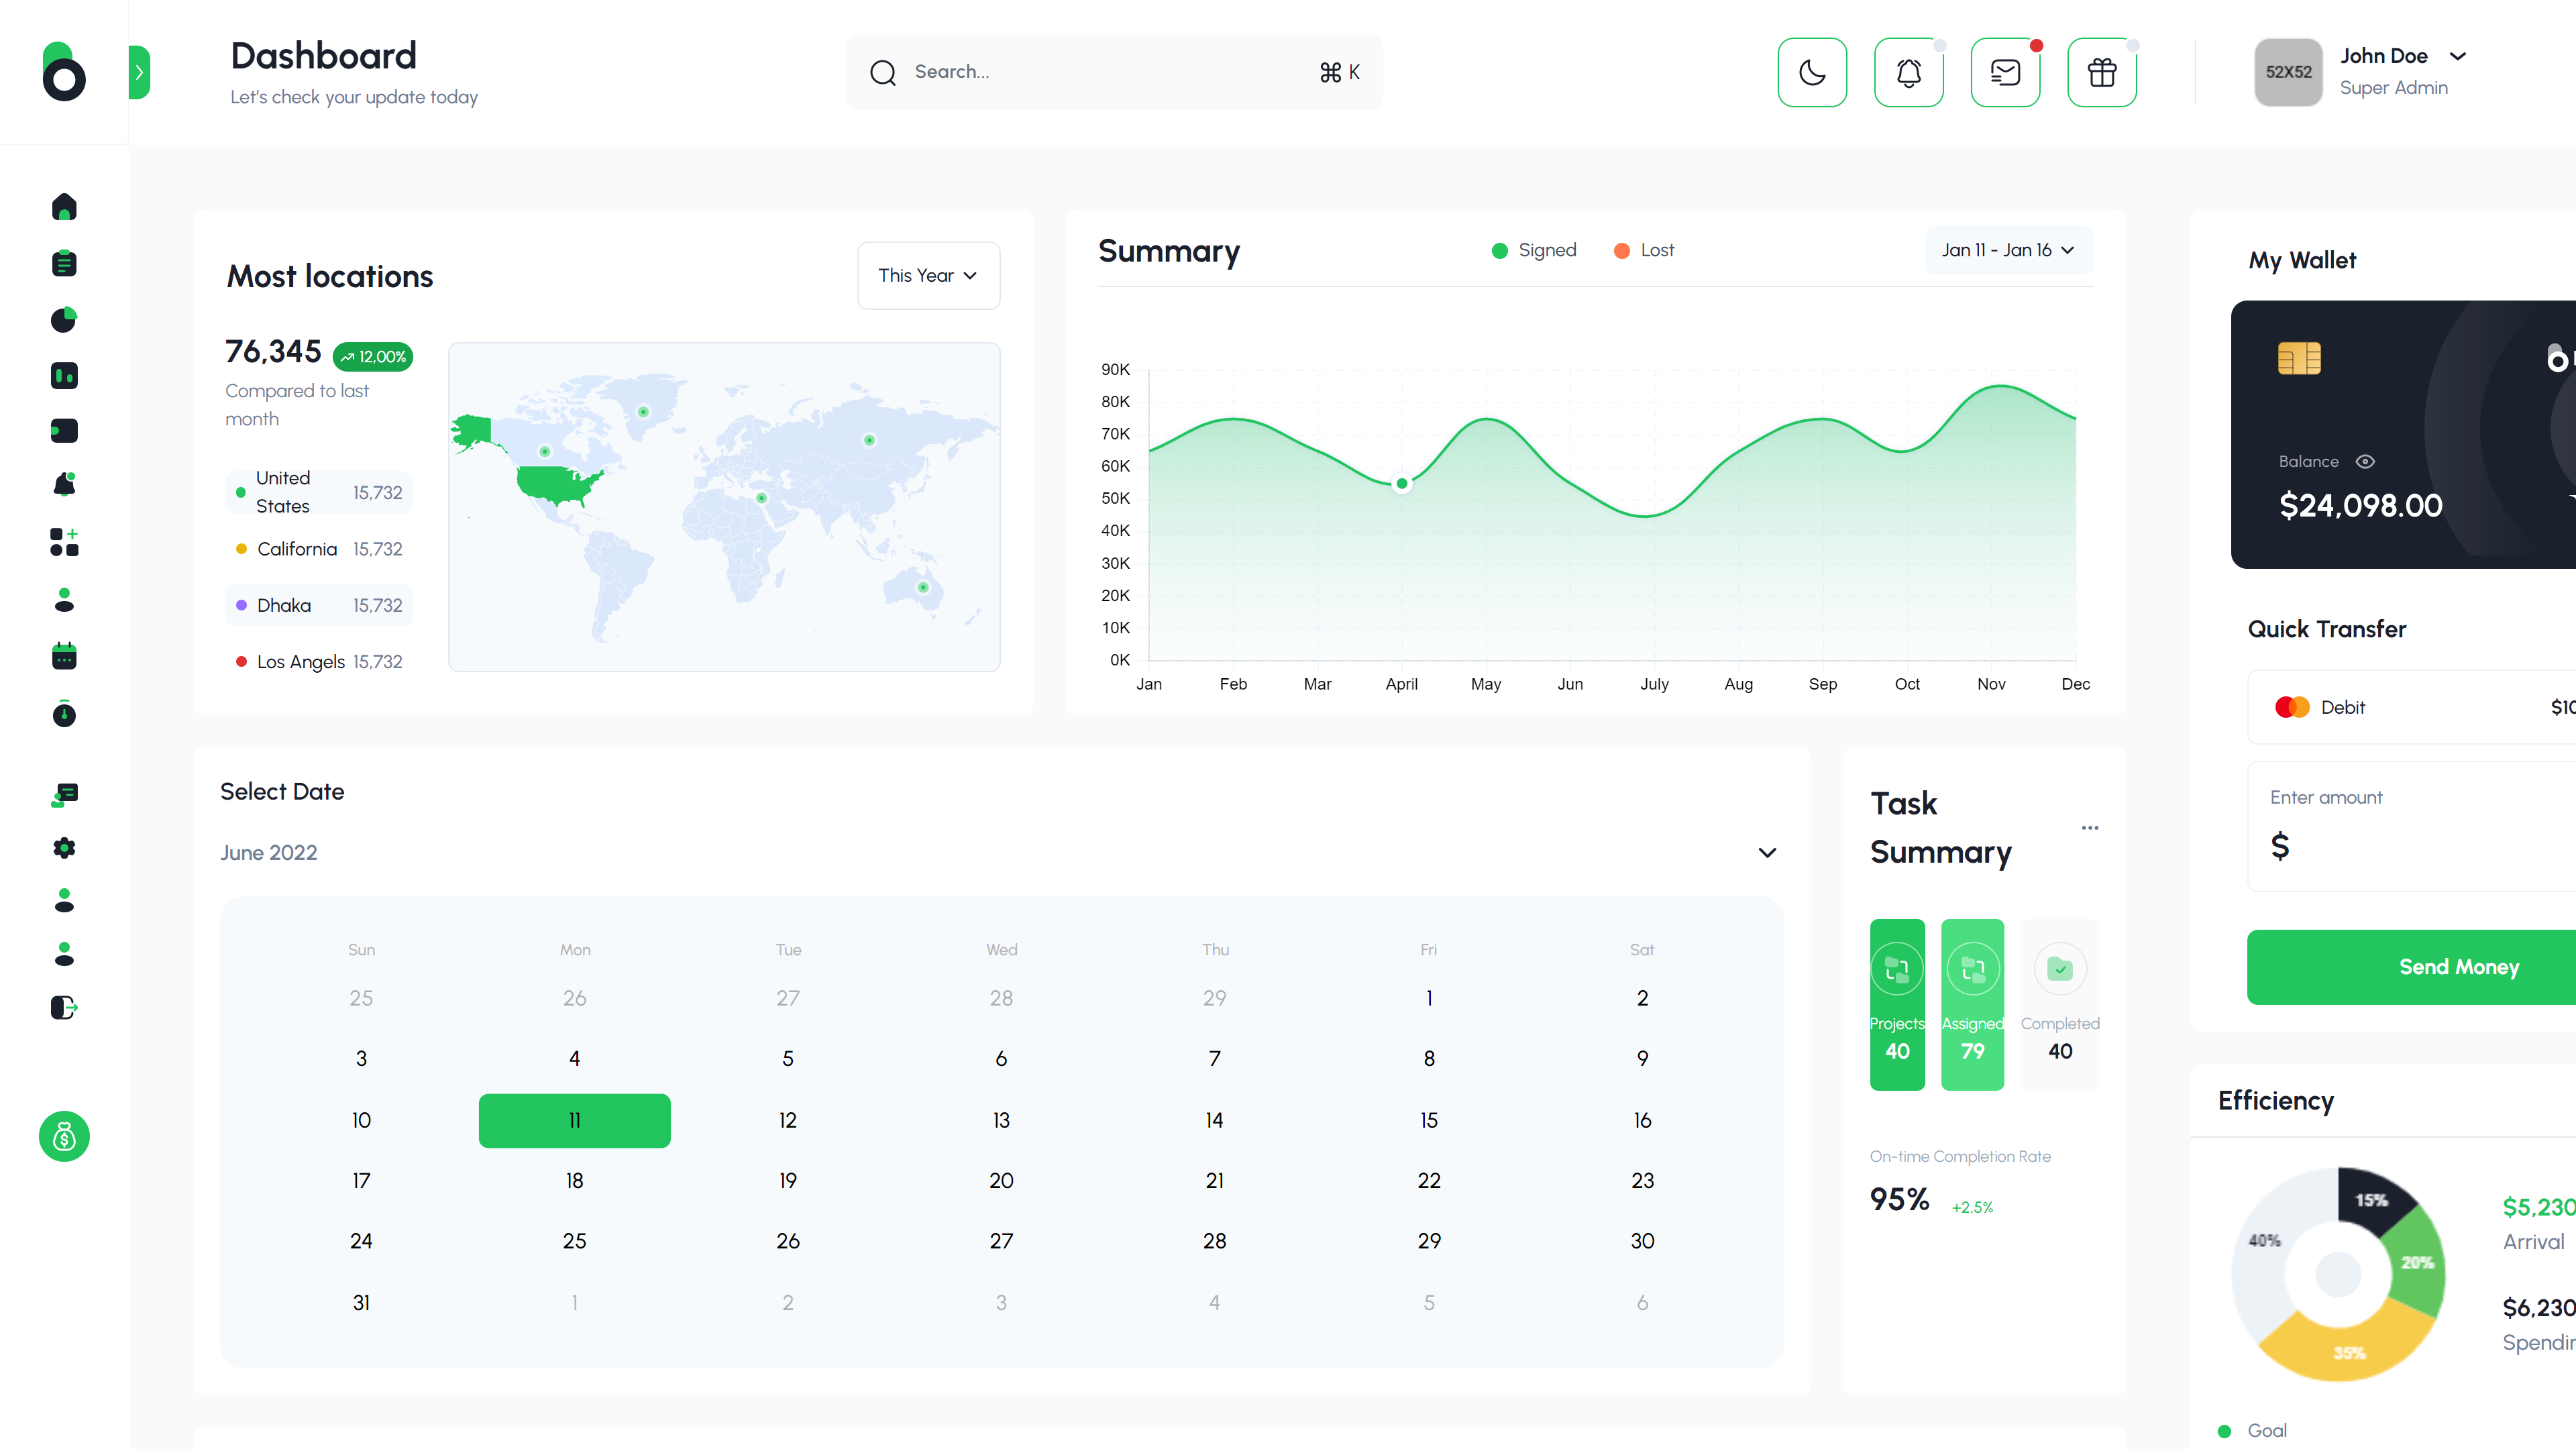 Dashboard
Let's check your update today
Search...
⌘ K
52X52
John Doe
Super Admin
Most locations
This Year
76,345
12,00%
Compared to last
month
United
States
15,732
California
15,732
Dhaka
15,732
Los Angels
15,732
Summary
Signed
Lost
Jan 11 - Jan 16
90K
80K
70K
60K
50K
40K
30K
20K
10K
0K
Jan Feb Mar April May Jun July Aug Sep Oct Nov Dec
My Wallet
Balance
$24,098.00
Quick Transfer
Debit
$10
Enter amount
$
Send Money
Select Date
June 2022
Sun Mon Tue Wed Thu Fri Sat
25 26 27 28 29 1 2
3 4 5 6 7 8 9
10 11 12 13 14 15 16
17 18 19 20 21 22 23
24 25 26 27 28 29 30
31 1 2 3 4 5 6
Task
Summary
Projects
40
Assigned
79
Completed
40
On-time Completion Rate
95%
+2,5%
Efficiency
15%
20%
35%
40%
$5,230
Arrival
$6,230
Spendin
Goal